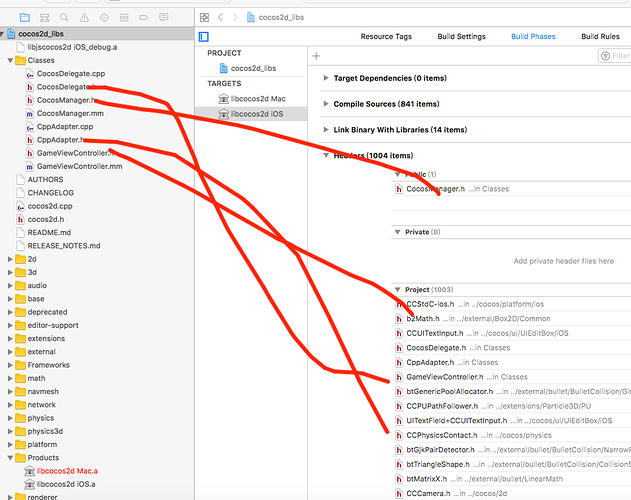 cocos2d_libs
cocos2d_libs
libjscocos2d iOS_debug.a
Classes
CocosDelegate.cpp
CocosDelegate.h
CocosManager.h
CocosManager.mm
CppAdapter.cpp
CppAdapter.h
GameViewController.h
GameViewController.mm
AUTHORS
CHANGELOG
cocos2d.cpp
cocos2d.h
README.md
RELEASE_NOTES.md
2d
3d
audio
base
deprecated
editor-support
extensions
external
Frameworks
math
navmesh
network
physics
physics3d
platform
Products
libcocos2d Mac.a
libcocos2d iOS.a
renderer
Resource Tags Build Settings Build Phases Build Rules
PROJECT
cocos2d_libs
TARGETS
libcocos2d Mac
libcocos2d iOS
Filter
Target Dependencies (0 items)
Compile Sources (841 items)
Link Binary With Libraries (14 items)
Headers (1004 items)
Public (1)
CocosManager.h ...in Classes
Private (0)
Add private header files here
Project (1003)
CCStdC-ios.h ...in cocos/platform/ios
b2Math.h ...in ../external/Box2D/Common
CCUITextInput.h ...in ../cocos/ui/UIEditBox/iOS
CocosDelegate.h ...in Classes
CppAdapter.h ...in Classes
GameViewController.h ...in Classes
btGenericPoolAllocator.h ...in ../external/bullet/BulletCollision/Gi
CCPUPathFollower.h ...in ../extensions/Particle3D/PU
UITextField+CCUITextInput.h ...in ../cocos/ui/UIEditBox/iOS
CCPhysicsContact.h ...in ../cocos/physics
btGjkPairDetector.h ...in ../external/bullet/BulletCollision/NarrowP
btTriangleShape.h ...in ../external/bullet/BulletCollision/CollisionS
btMatrixX.h ...in ../external/bullet/LinearMath
CCCamera.h ...in ../cocos/2d